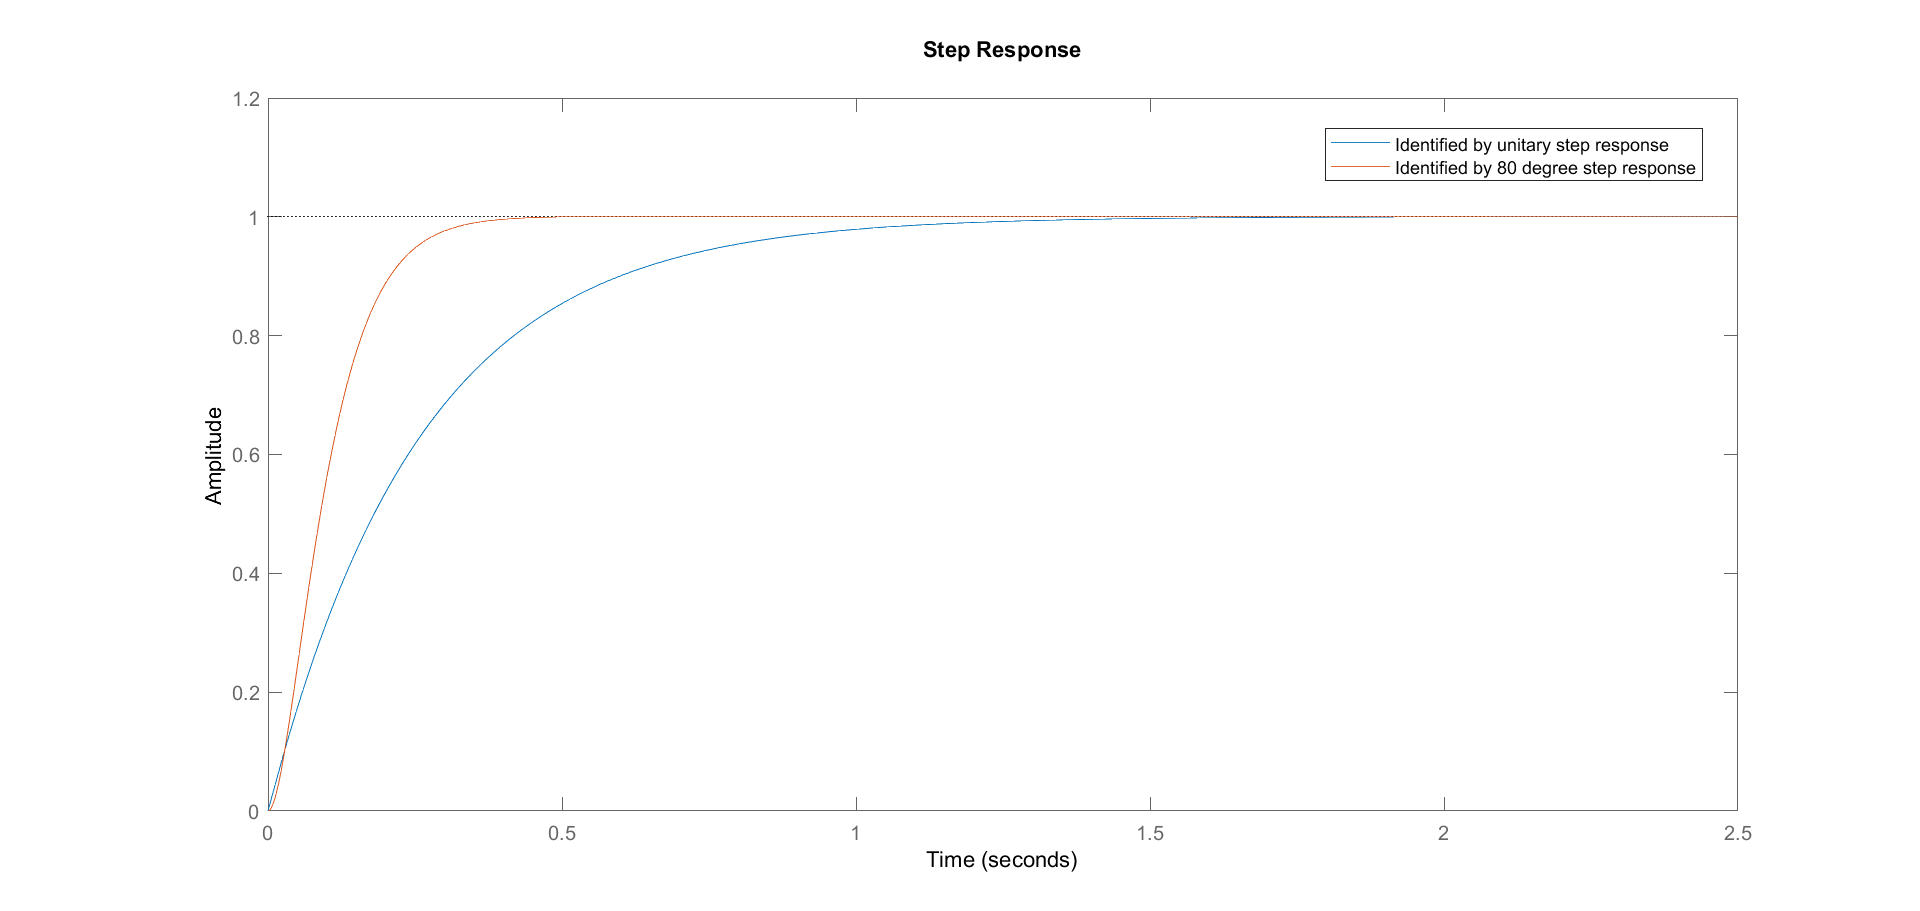 Step Response
1.2
1
0.8
0.6
0.4
0.2
0
Amplitude
Identified by unitary step response
Identified by 80 degree step response
0 0.5 1 1.5 2 2.5
Time (seconds)